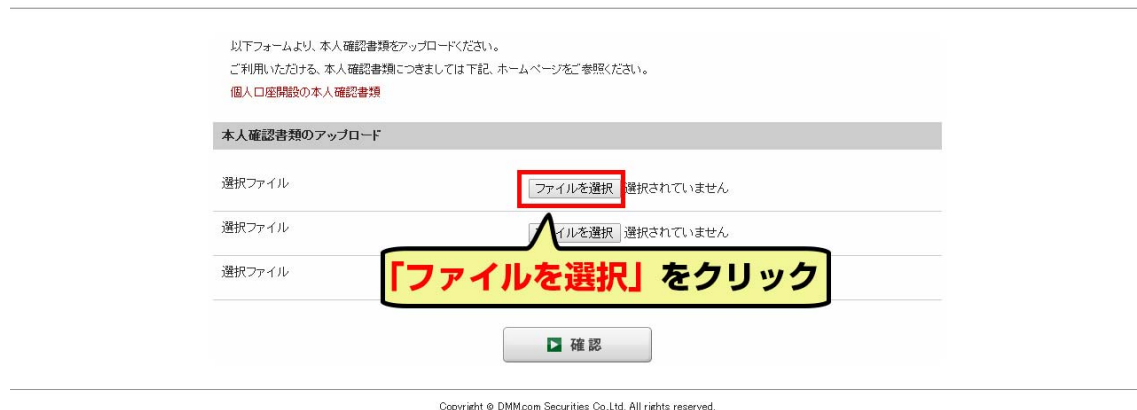 以下フォームより、本人確認書類をアップロードください。
ご利用いただける、本人確認書類につきましては下記、ホームページをご参照ください。
個人口座開設の本人確認書類
本人確認書類のアップロード
選択ファイル
ファイルを選択 選択されていません
選択ファイル
イルを選択 選択されていません
選択ファイル
「ファイルを選択」をクリック
確認
Copyright © DMM.com Securities Co.,Ltd. All rights reserved.